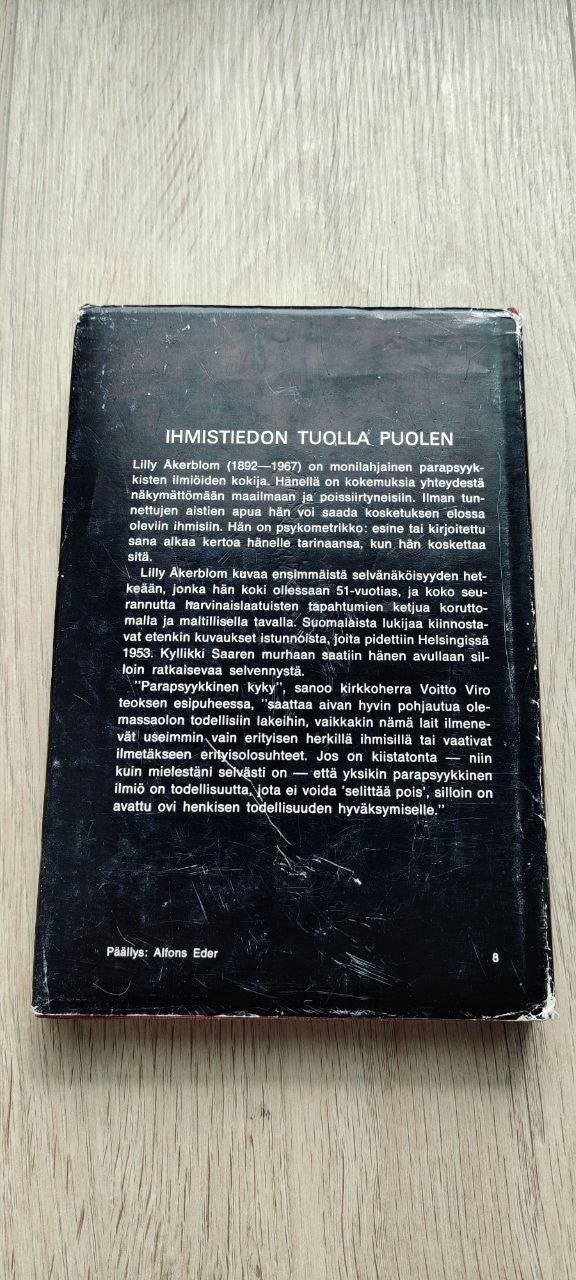 IHMISTIEDON TUOLLA PUOLEN
Lilly Åkerblom (1892—1967) on monilahjainen parapsyyk-
kisten ilmiöiden kokija. Hänellä on kokemuksia yhteydestä
näkymättömään maailmaan ja poissiirtyneisiin. Ilman tun-
nettujen aistien apua hän voi saada kosketuksen elossa
oleviin ihmisiin. Hän on psykometrikko: esine tai kirjoitettu
sana alkaa kertoa hänelle tarinaansa, kun hän koskettaa
sitä.
Lilly Åkerblom kuvaa ensimmäistä selvänäköisyyden het-
keään, jonka hän koki ollessaan 51-vuotias, ja koko seu-
rannutta harvinaislaatuisten tapahtumien ketjua korutto-
malla ja maltillisella tavalla. Suomalaista lukijaa kiinnosta-
vat etenkin kuvaukset istunnoista, joita pidettiin Helsingissä
1953. Kyllikki Saaren murhaan saatiin hänen avullaan sil-
loin ratkaisevaa selvennystä.
"Parapsyykkinen kyky", sanoo kirkkoherra Voitto Viro
teoksen esipuheessa, "saattaa aivan hyvin pohjautua ole-
massaolon todellisiin lakeihin, vaikkakin nämä lait ilmene-
vät useimmin vain erityisen herkillä ihmisillä tai vaativat
ilmetäkseen erityisolosuhteet. Jos on kiistatonta — niin
kuin mielestäni selvästi on — että yksikin parapsyykkinen
ilmiö on todellisuutta, jota ei voida 'selittää pois', silloin on
avattu ovi henkisen todellisuuden hyväksymiselle."
Päällys: Alfons Eder
8